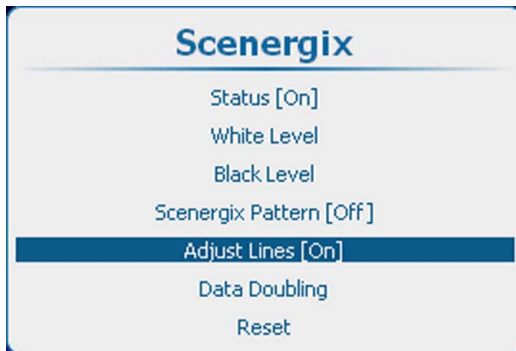 Scenergix
Status [On]
White Level
Black Level
Scenergix Pattern [Off]
Adjust Lines [On]
Data Doubling
Reset